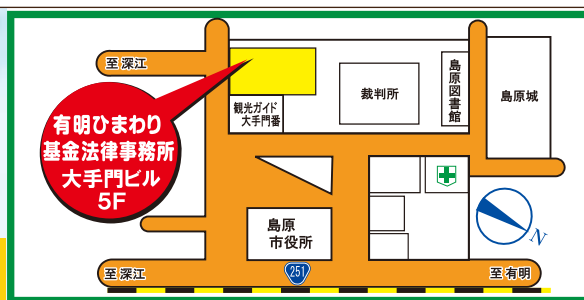 至 深江
有明ひまわり
基金法律事務所
大手門ビル
5F
観光ガイド
大手門番
裁判所
島原図書館
島原城
島原
市役所
N
251
至 深江
至 有明